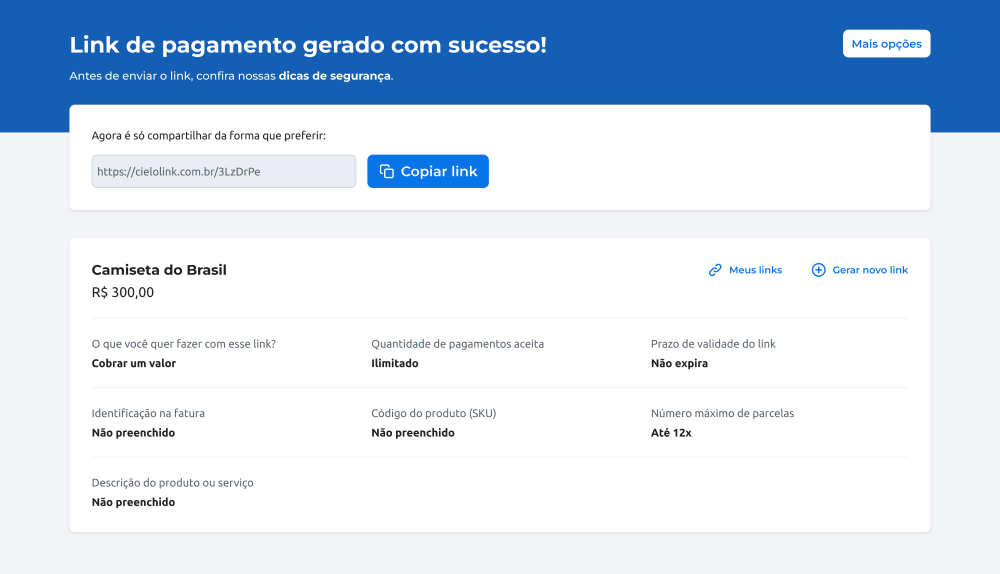 Link de pagamento gerado com sucesso!
Mais opções
Antes de enviar o link, confira nossas dicas de segurança.
Agora é só compartilhar da forma que preferir:
https://cielolink.com.br/3LzDrPe
Copiar link
Camiseta do Brasil
Meus links
Gerar novo link
R$ 300,00
O que você quer fazer com esse link?
Cobrar um valor
Quantidade de pagamentos aceita
Ilimitado
Prazo de validade do link
Não expira
Identificação na fatura
Não preenchido
Código do produto (SKU)
Não preenchido
Número máximo de parcelas
Até 12x
Descrição do produto ou serviço
Não preenchido